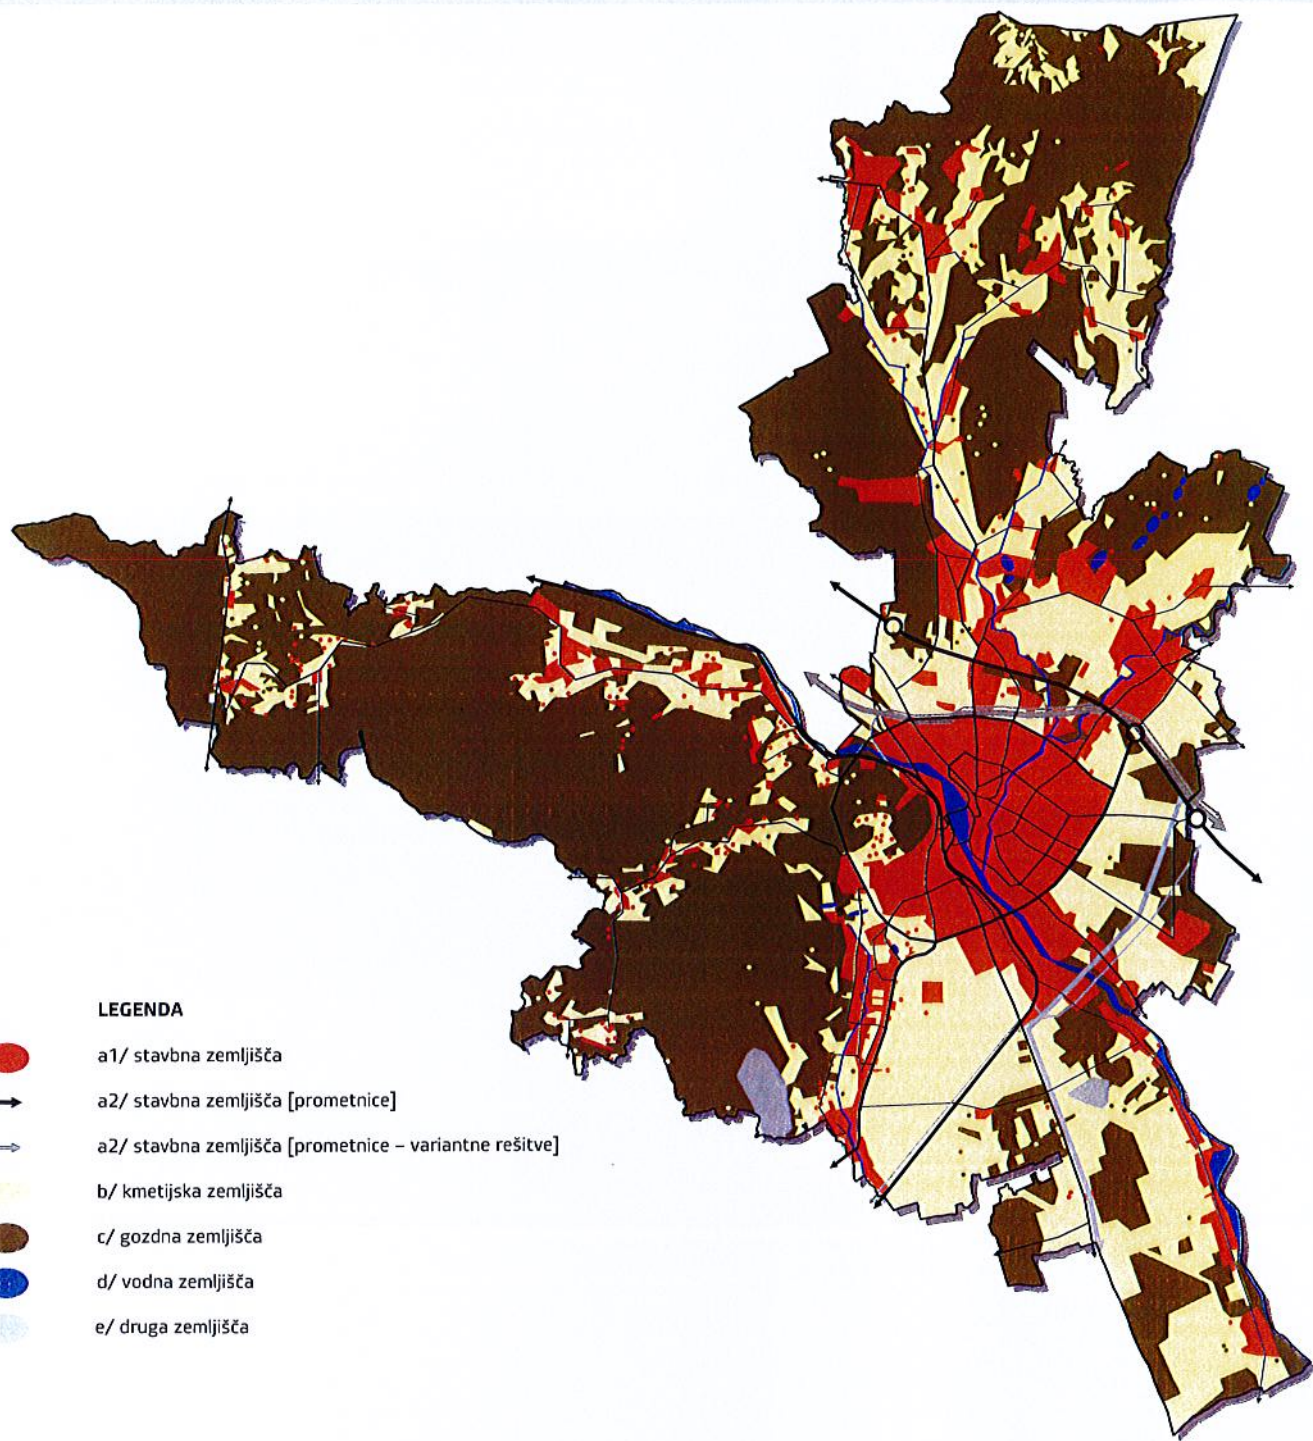 LEGENDA
a1/ stavbna zemljišča
a2/ stavbna zemljišča [prometnice]
a2/ stavbna zemljišča [prometnice – variantne rešitve]
b/ kmetijska zemljišča
c/ gozdna zemljišča
d/ vodna zemljišča
e/ druga zemljišča